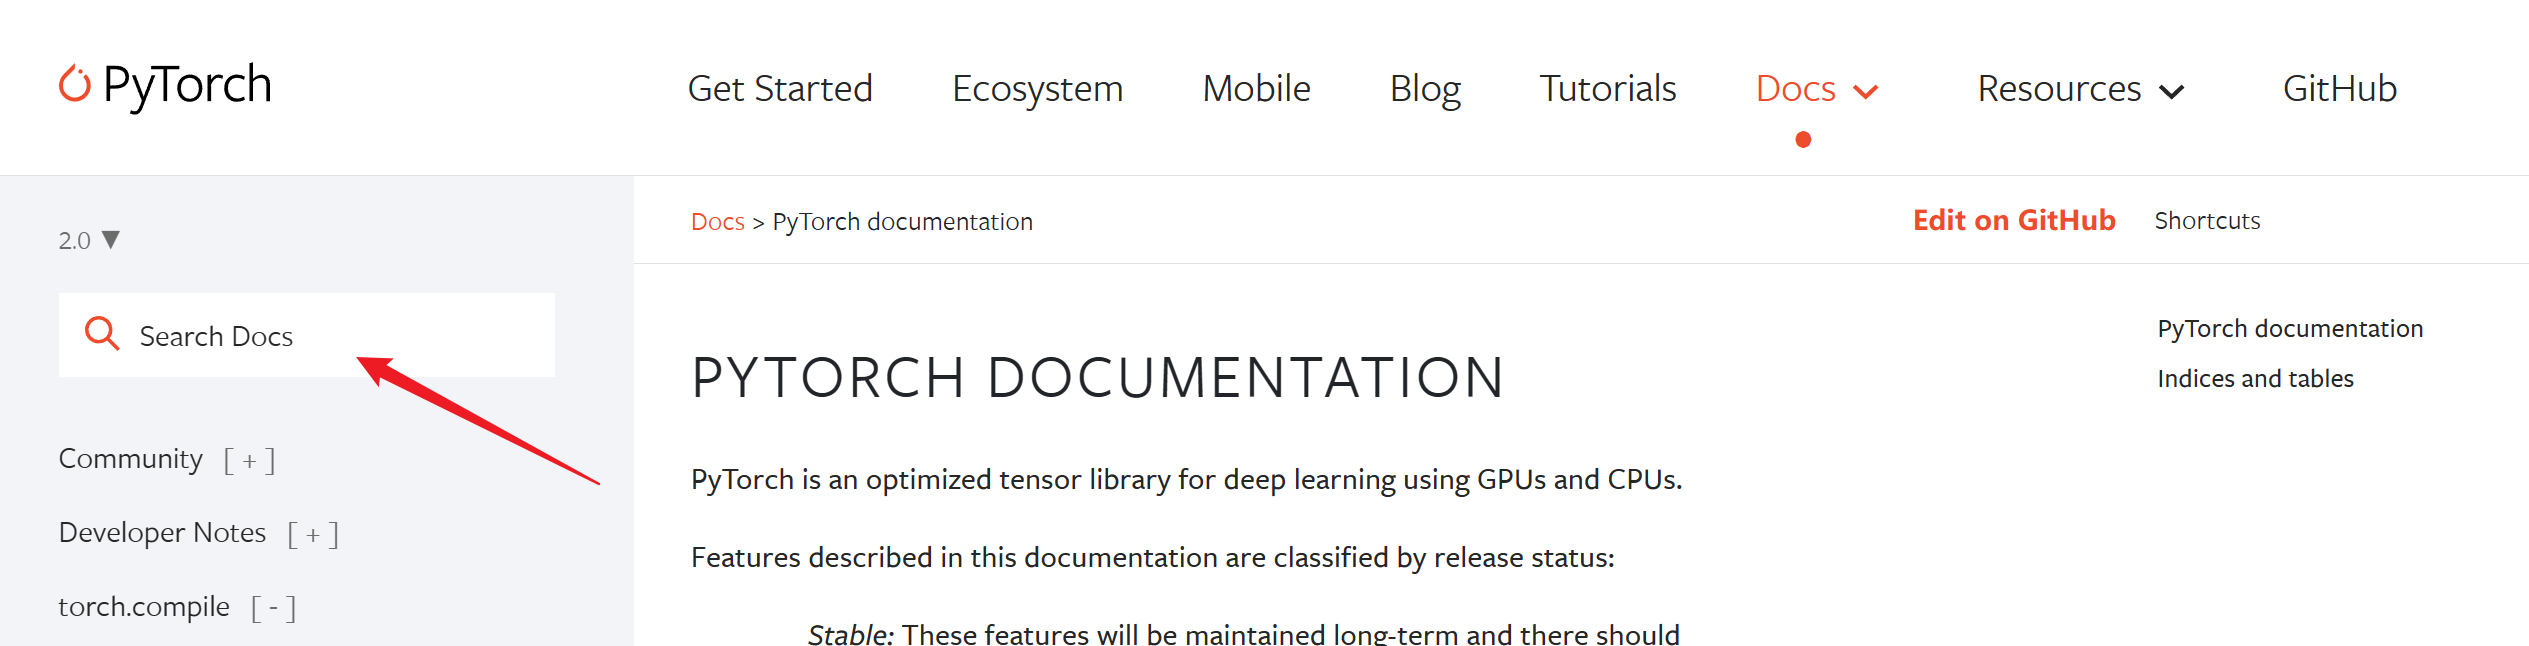 PyTorch
Get Started Ecosystem Mobile Blog Tutorials Docs Resources GitHub
2.0 ▼
Search Docs
Community [ + ]
Developer Notes [ + ]
torch.compile [ - ]
Docs > PyTorch documentation
Edit on GitHub
Shortcuts
PYTORCH DOCUMENTATION
PyTorch is an optimized tensor library for deep learning using GPUs and CPUs.
Features described in this documentation are classified by release status:
Stable: These features will be maintained long-term and there should
PyTorch documentation
Indices and tables